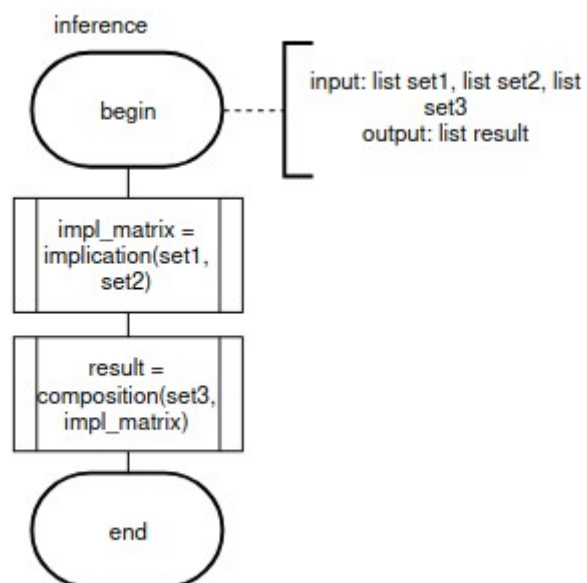 inference
begin
input: list set1, list set2, list
set3
output: list result
impl_matrix =
implication(set1,
set2)
result =
composition(set3,
impl_matrix)
end